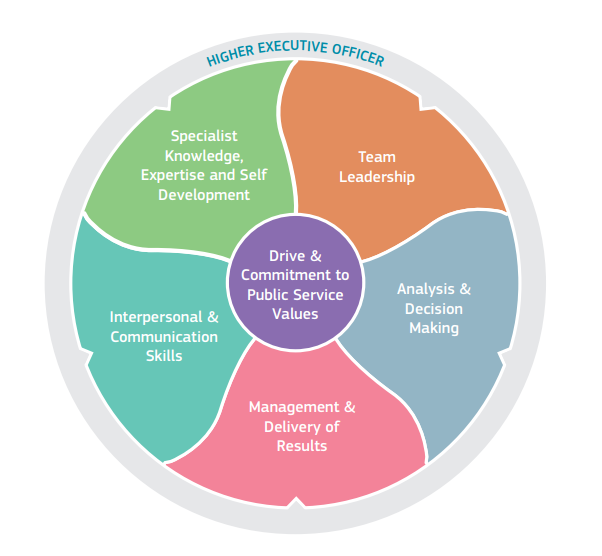 HIGHER EXECUTIVE OFFICER
Specialist
Knowledge,
Expertise and Self
Development
Team
Leadership
Drive &
Commitment to
Public Service
Values
Analysis &
Decision
Making
Interpersonal &
Communication
Skills
Management &
Delivery of
Results